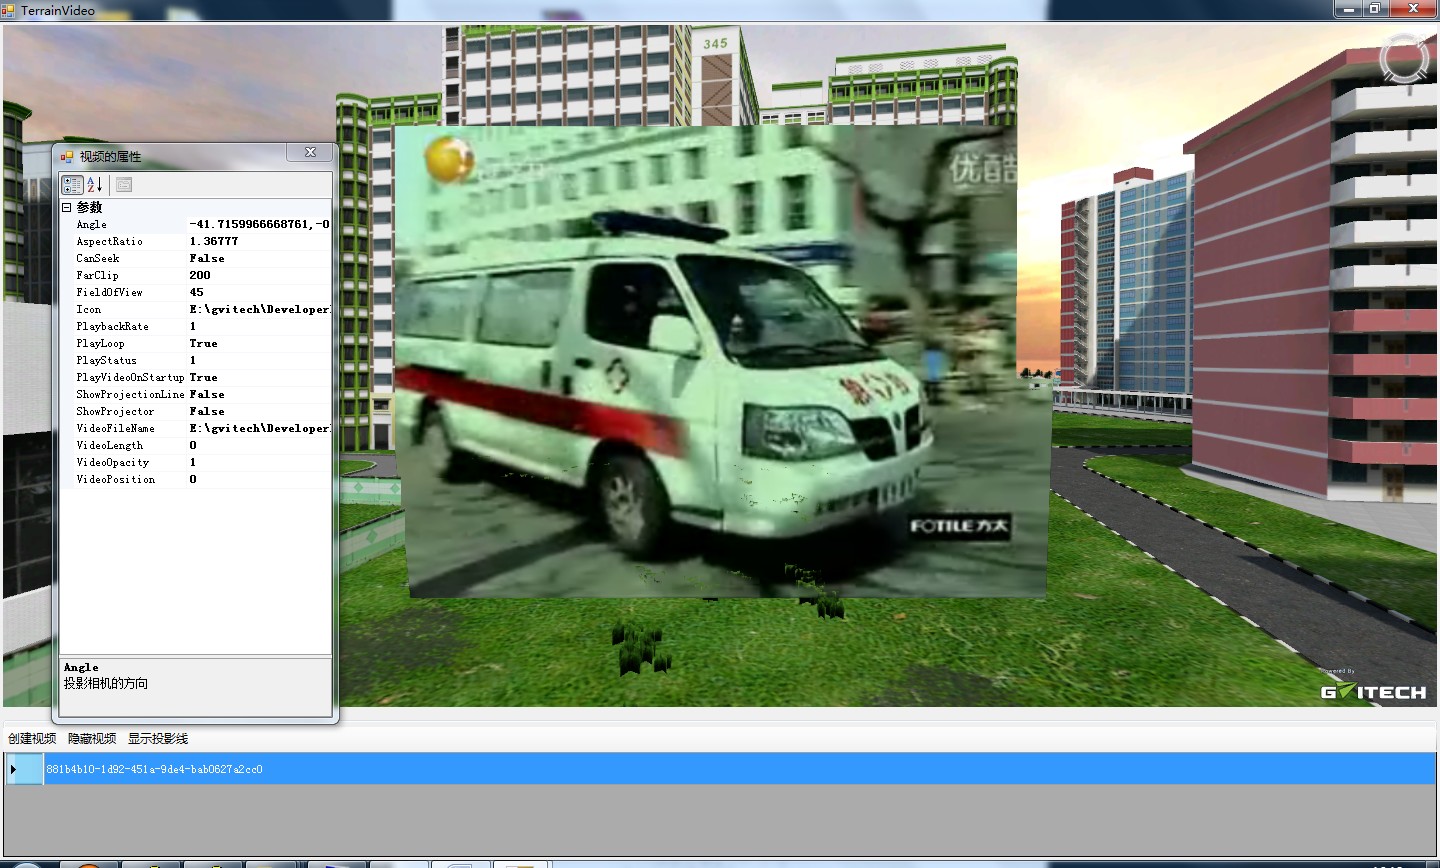 TerrainVideo
345
优酷
视频的属性
参数
Angle -41.7159966668761,-0
AspectRatio 1.36777
CanSeek False
FarClip 200
FieldOfView 45
Icon E:\gvitech\Developer
PlaybackRate 1
PlayLoop True
PlayStatus 1
PlayVideoOnStartup True
ShowProjectionLine False
ShowProjector False
VideoFileName E:\gvitech\Developer
VideoLength 0
VideoOpacity 1
VideoPosition 0
FOTILE方太
Angle
投影相机的方向
Powered By
GVITECH
创建视频 隐藏视频 显示投影线
881b4b10-1d92-451a-9de4-bab0627a2cc0